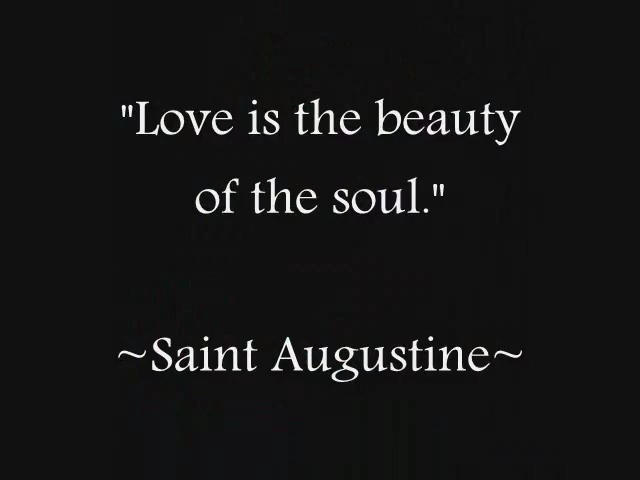 "Love is the beauty
of the soul."
~Saint Augustine~